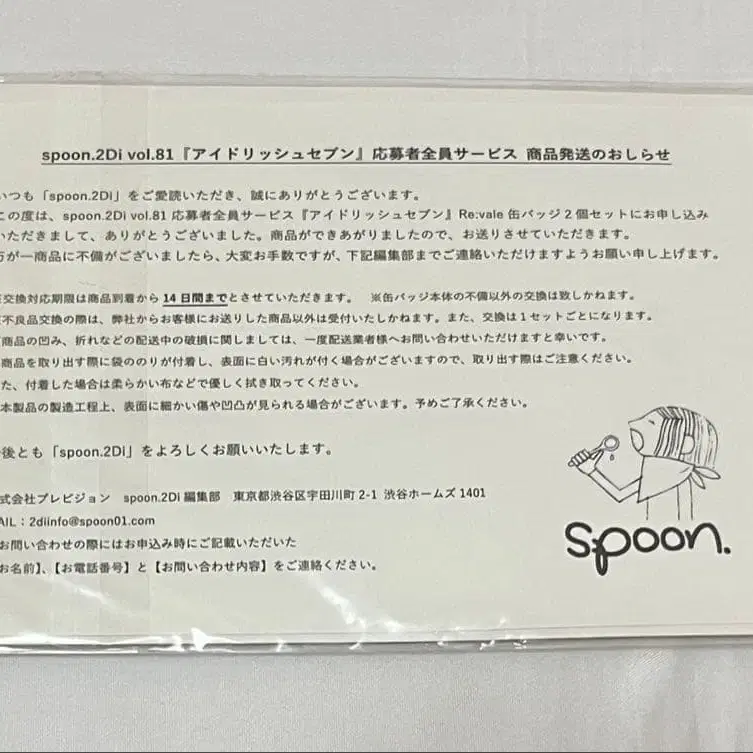 spoon.2Di vol.81『アイドリッシュセブン』応募者全員サービス 商品発送のおしらせ
いつも「spoon.2Di」をご愛読いただき、誠にありがとうございます。
この度は、spoon.2Di vol.81 応募者全員サービス『アイドリッシュセブン』Re:vale 缶バッジ2個セットにお申し込み
いただきまして、ありがとうございました。商品ができあがりましたので、お送りさせていただきます。
万が一商品に不備がございましたら、大変お手数ですが、下記編集部までご連絡いただけますようお願い申し上げます。
交換対応期限は商品到着から 14日間までとさせていただきます。 ※缶バッジ本体の不備以外の交換は致しかねます。
不良品交換の際は、弊社からお客様にお送りした商品以外は受付いたしかねます。また、交換は1セットごとになります。
商品の凹み、折れなどの配送中の破損に関しましては、一度配送業者様へお問い合わせいただけますと幸いです。
商品を取り出す際に袋ののりが付着し、表面に白い汚れが付く場合がございますので、取り出す際はご注意ください。
た、付着した場合は柔らかい布などで優しく拭き取ってください。
本製品の製造工程上、表面に細かい傷や凹凸が見られる場合がございます。予めご了承ください。
後とも「spoon.2Di」をよろしくお願いいたします。
式会社プレビジョン spoon.2Di 編集部 東京都渋谷区宇田川町 2-1 渋谷ホームズ 1401
AIL：2diinfo@spoon01.com
お問い合わせの際にはお申込み時にご記載いただいた
お名前】、【お電話番号】と【お問い合わせ内容】をご連絡ください。
spoon.